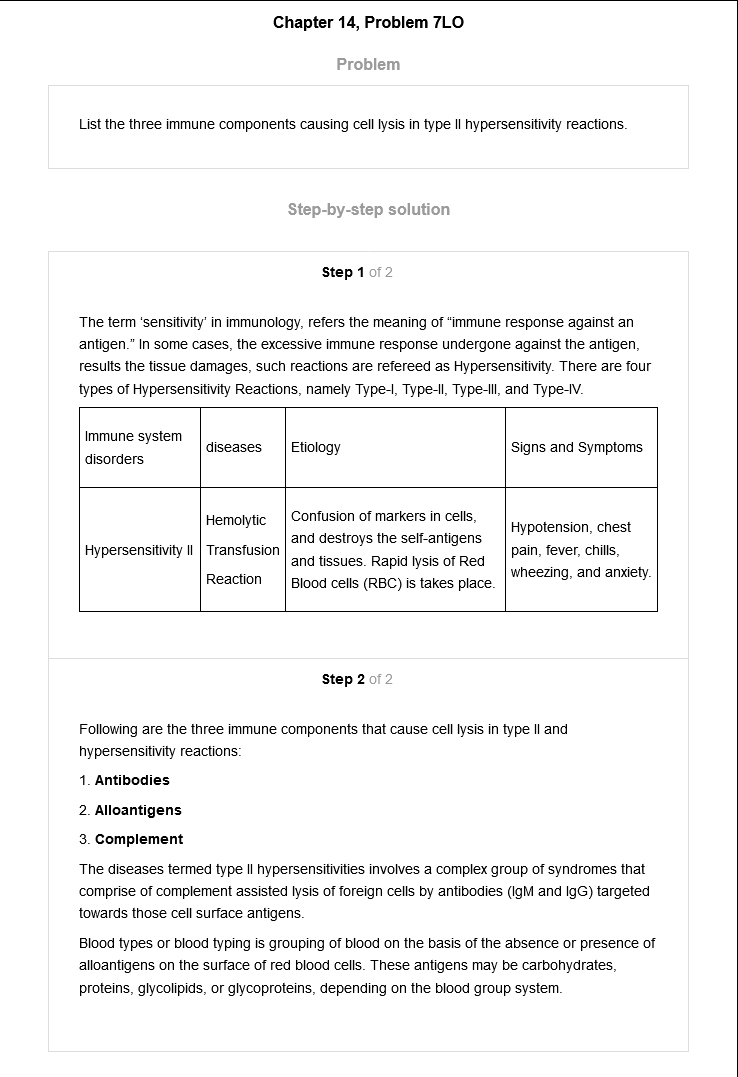 Chapter 14, Problem 7LO
Problem
List the three immune components causing cell lysis in type II hypersensitivity reactions.
Step-by-step solution
Step 1 of 2
The term ‘sensitivity’ in immunology, refers the meaning of “immune response against an
antigen.” In some cases, the excessive immune response undergone against the antigen,
results the tissue damages, such reactions are refereed as Hypersensitivity. There are four
types of Hypersensitivity Reactions, namely Type-I, Type-II, Type-III, and Type-IV.
Immune system
disorders
diseases
Etiology
Signs and Symptoms
Hypersensitivity II
Hemolytic
Transfusion
Reaction
Confusion of markers in cells,
and destroys the self-antigens
and tissues. Rapid lysis of Red
Blood cells (RBC) is takes place.
Hypotension, chest
pain, fever, chills,
wheezing, and anxiety.
Step 2 of 2
Following are the three immune components that cause cell lysis in type II and
hypersensitivity reactions:
1. Antibodies
2. Alloantigens
3. Complement
The diseases termed type II hypersensitivities involves a complex group of syndromes that
comprise of complement assisted lysis of foreign cells by antibodies (IgM and IgG) targeted
towards those cell surface antigens.
Blood types or blood typing is grouping of blood on the basis of the absence or presence of
alloantigens on the surface of red blood cells. These antigens may be carbohydrates,
proteins, glycolipids, or glycoproteins, depending on the blood group system.